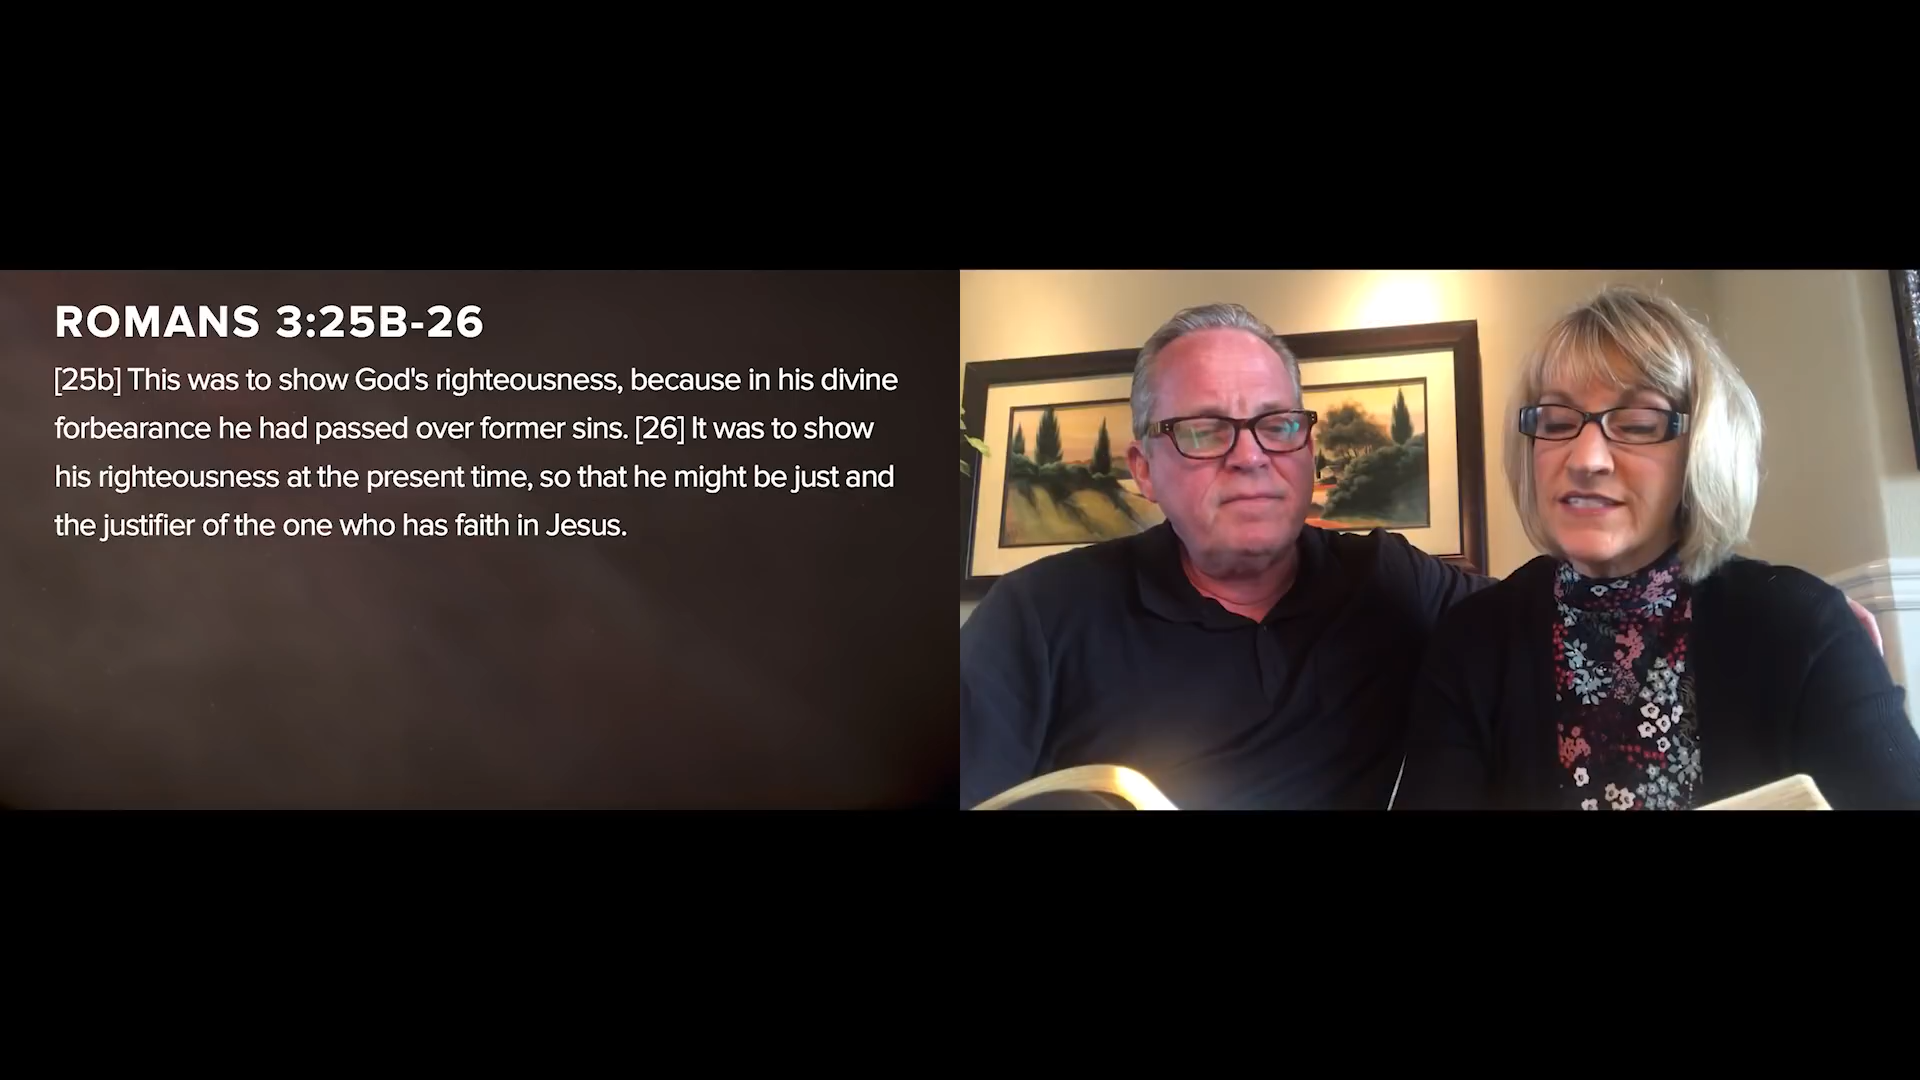 ROMANS 3:25B-26
[25b] This was to show God's righteousness, because in his divine
forbearance he had passed over former sins. [26] It was to show
his righteousness at the present time, so that he might be just and
the justifier of the one who has faith in Jesus.